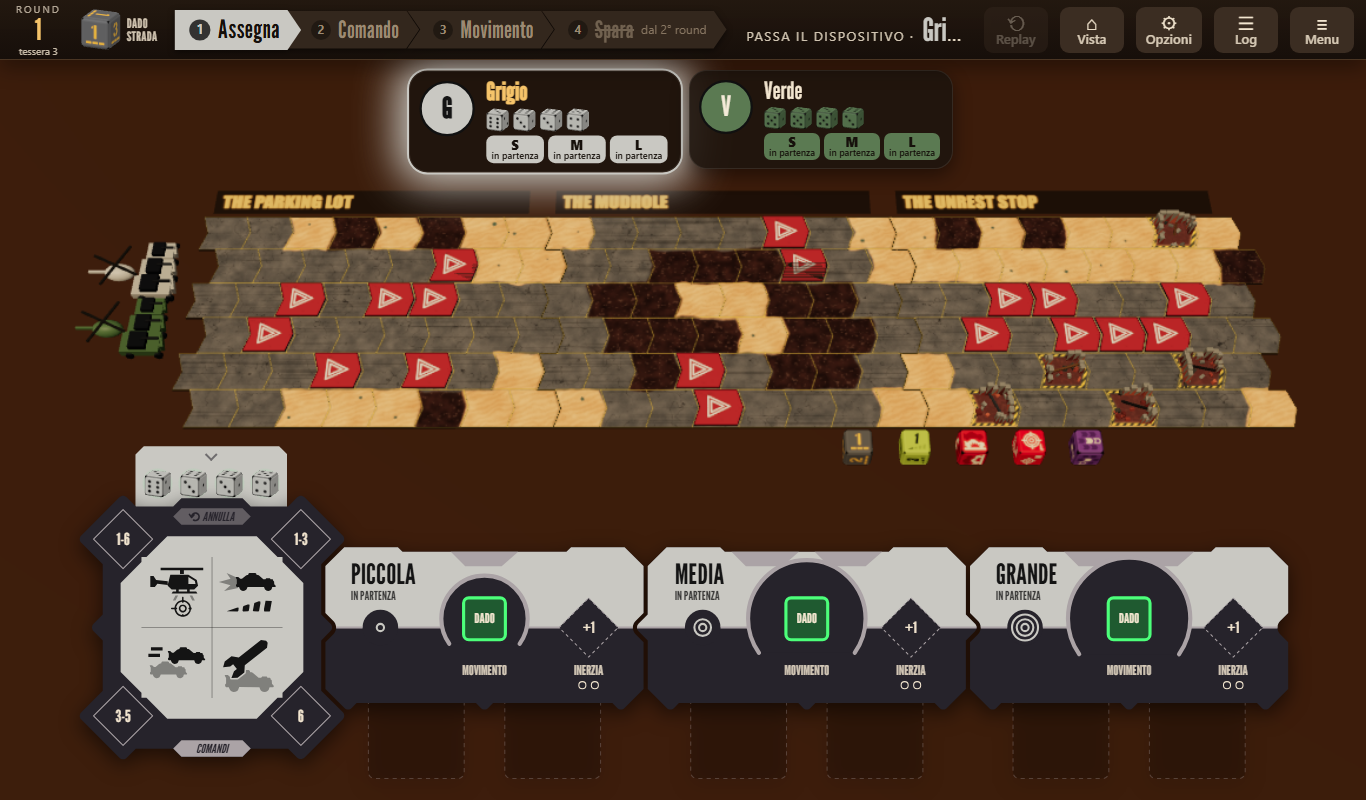 ROUND
1
tessera 3
DADO
STRADA
1 Assegna
2 Comando
3 Movimento
4 Spara dal 2° round
PASSA IL DISPOSITIVO · Gri...
Replay
Vista
Opzioni
Log
Menu
G
Grigio
S
in partenza
M
in partenza
L
in partenza
V
Verde
S
in partenza
M
in partenza
L
in partenza
THE PARKING LOT
THE MUDHOLE
THE UNREST STOP
ANNULLA
1-6
1-3
3-5
6
COMANDI
PICCOLA
IN PARTENZA
DADO
+1
MOVIMENTO
INERZIA
MEDIA
IN PARTENZA
DADO
+1
MOVIMENTO
INERZIA
GRANDE
IN PARTENZA
DADO
+1
MOVIMENTO
INERZIA